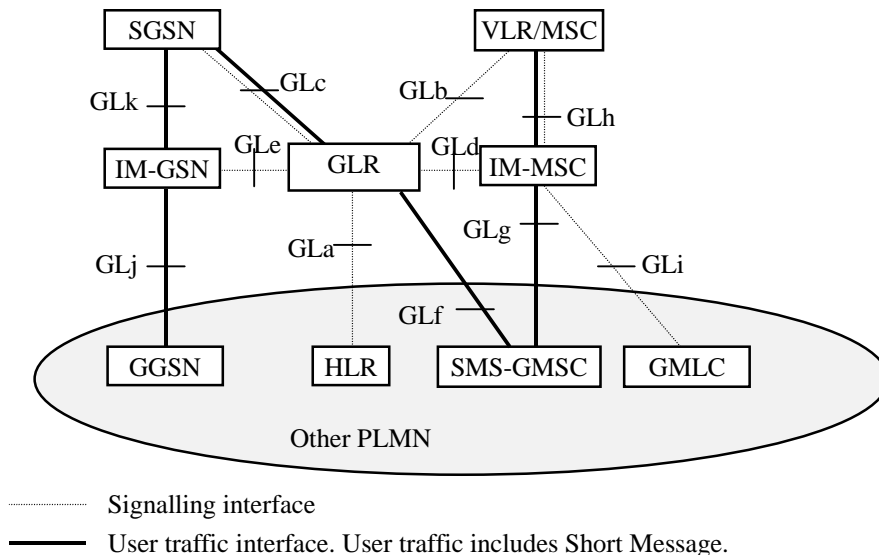 SGSN
VLR/MSC
GLk
GLc
GLb
GLh
GLe
GLd
IM-GSN
GLR
IM-MSC
GLa
GLg
GLj
GLi
GLf
GGSN
HLR
SMS-GMSC
GMLC
Other PLMN
Signalling interface
User traffic interface. User traffic includes Short Message.